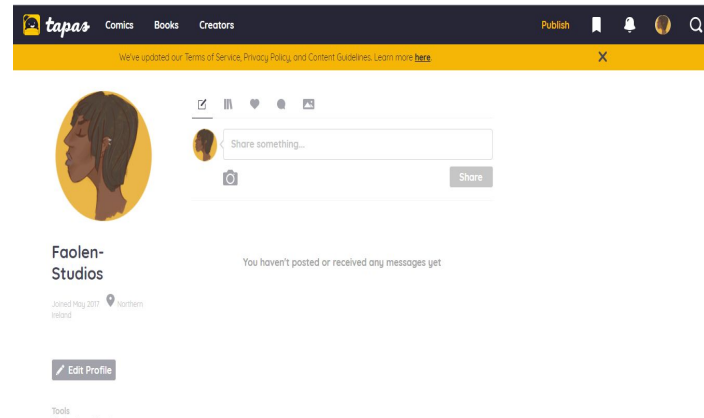 tapas Comics Books Creators Publish
We've updated our Terms of Service, Privacy Policy, and Content Guidelines. Learn more here.
Share something...
Share
Faolen-
Studios
You haven't posted or received any messages yet
Joined May 2017 Northern
Ireland
Edit Profile
Tools